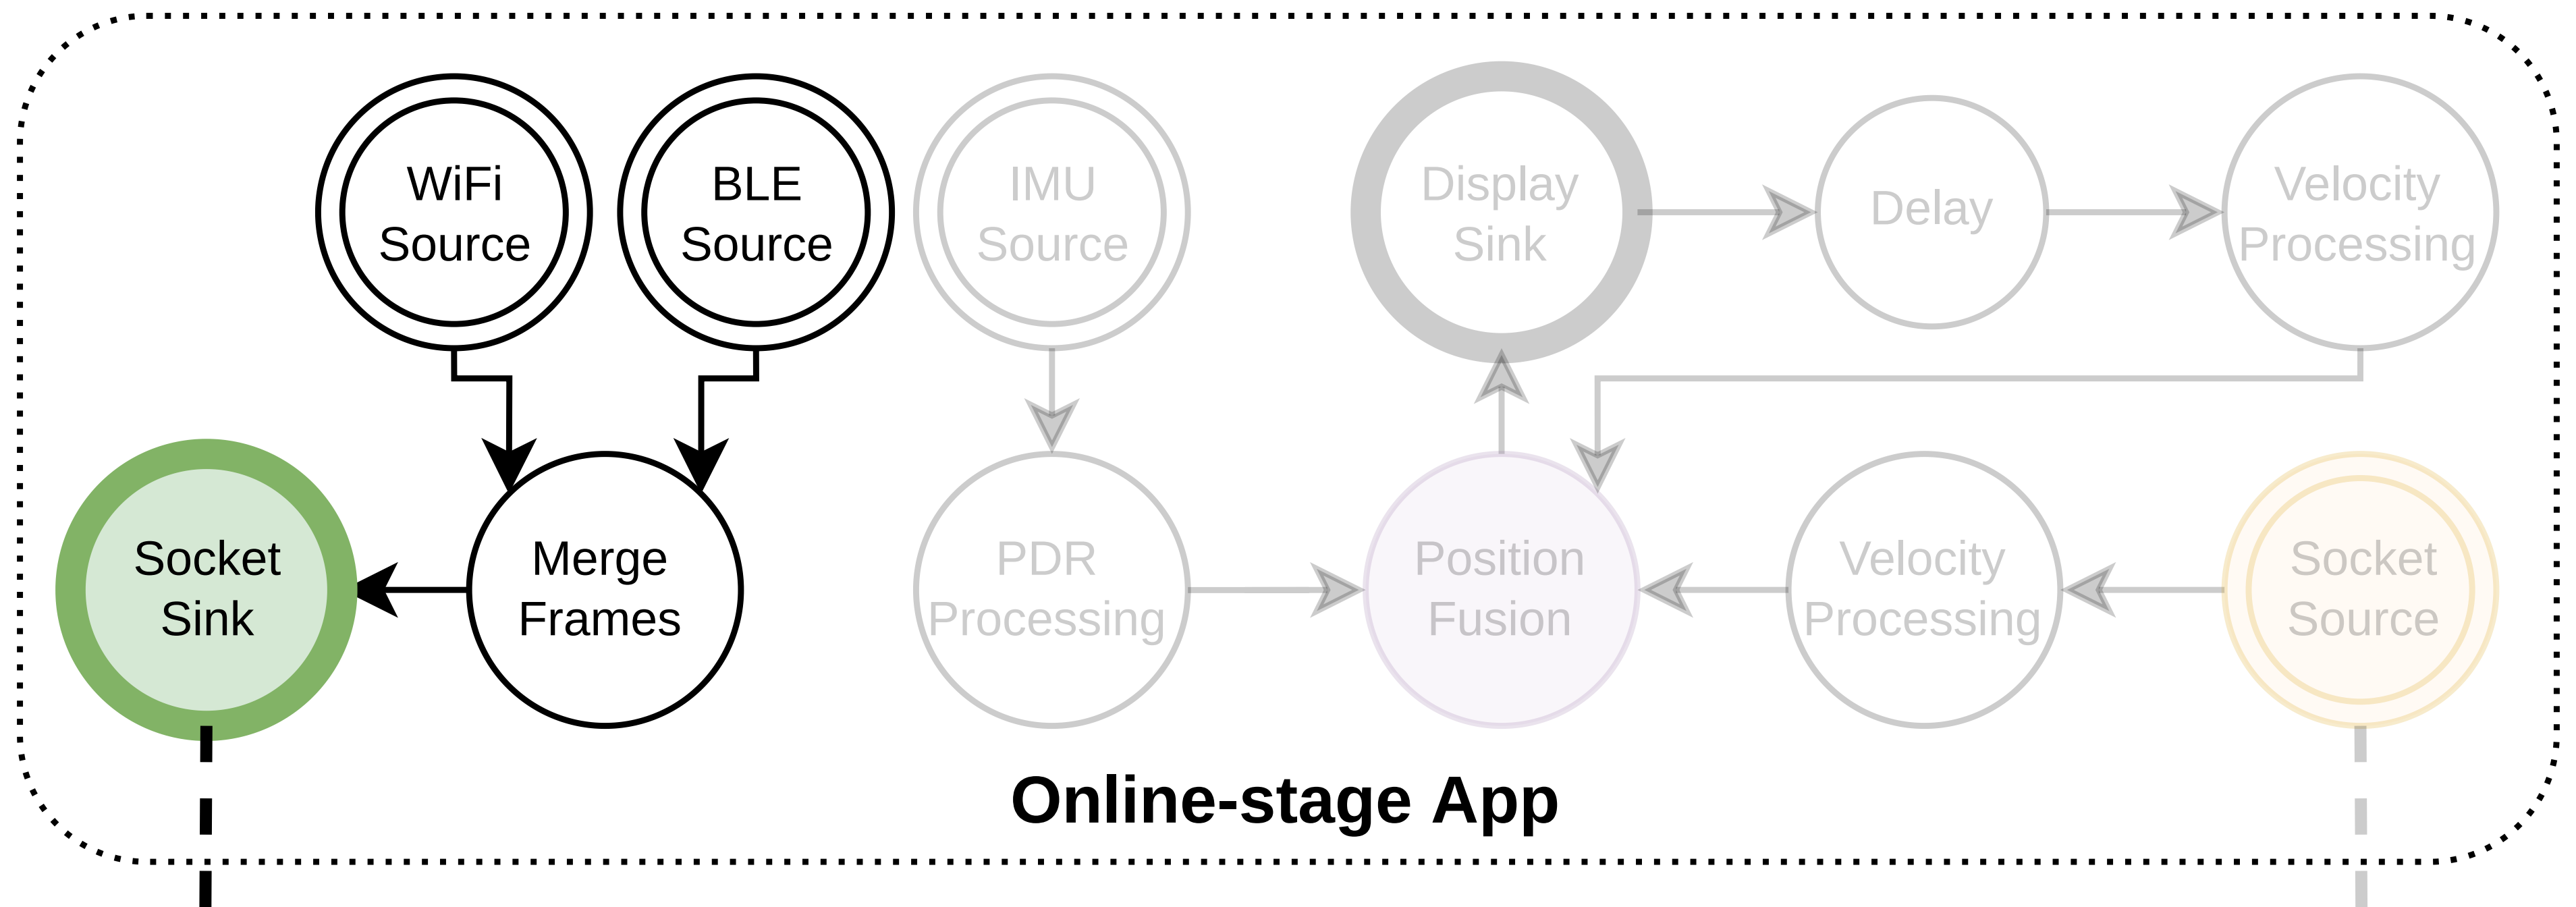 WiFi
Source
BLE
Source
IMU
Source
Display
Sink
Delay
Velocity
Processing
Socket
Sink
Merge
Frames
PDR
Processing
Position
Fusion
Velocity
Processing
Socket
Source
Online-stage App